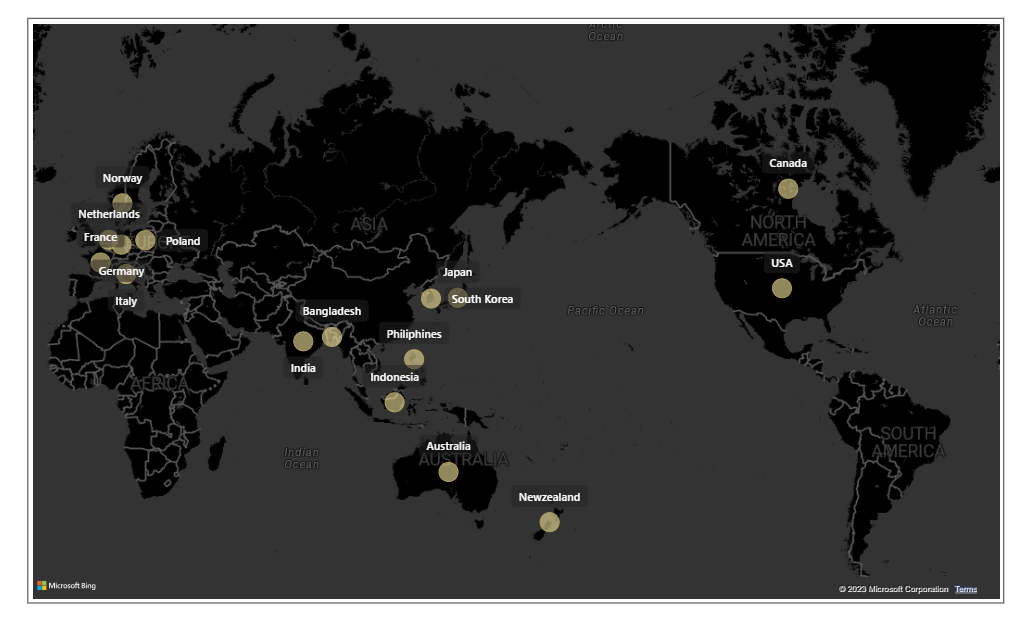 Arctic
Ocean
Canada
Norway
Netherlands
ASIA
NORTH
AMERICA
France
Poland
USA
Germany
Japan
Italy
South Korea
Bangladesh
Pacific Ocean
Atlantic
Ocean
Philiphines
India
Indonesia
AFRICA
SOUTH
AMERICA
Australia
AUSTRALIA
Indian
Ocean
Newzealand
Microsoft Bing
© 2023 Microsoft Corporation Terms